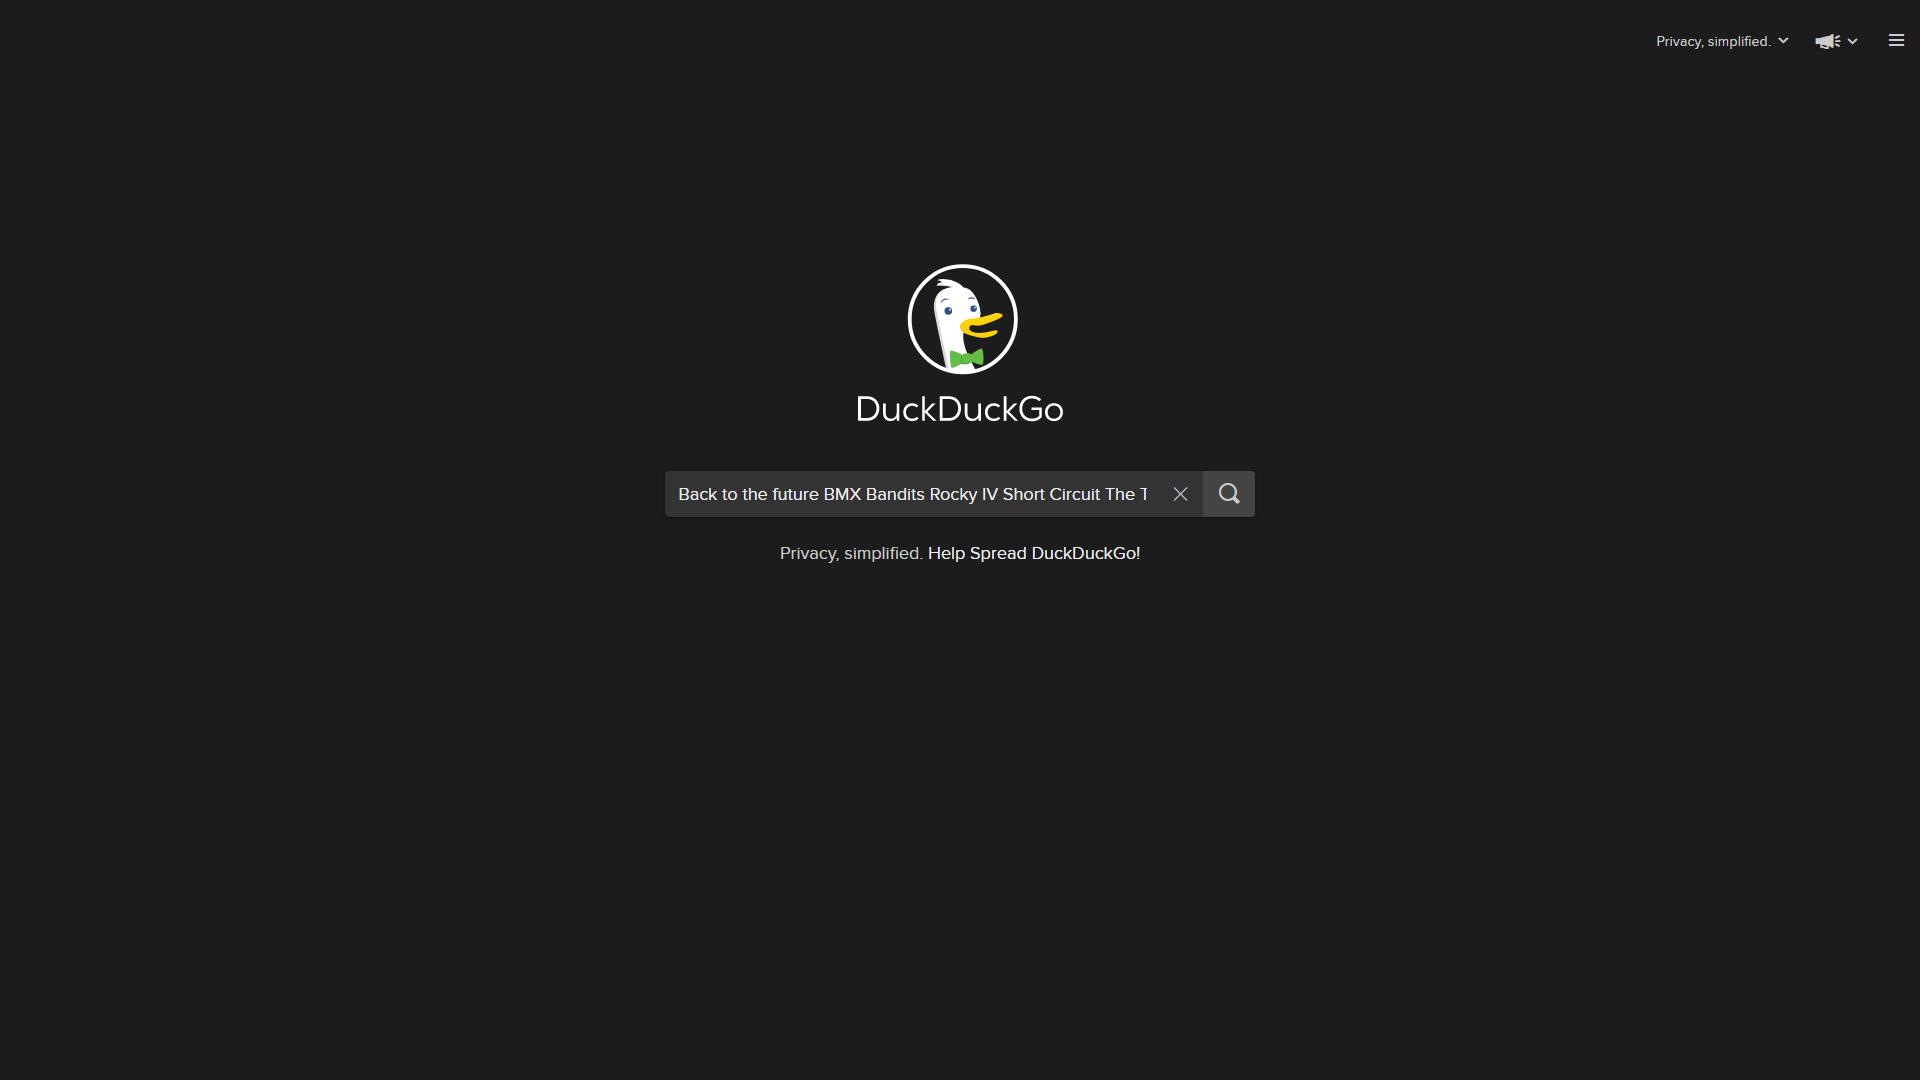 Privacy, simplified.
DuckDuckGo
Back to the future BMX Bandits Rocky IV Short Circuit The
Privacy, simplified. Help Spread DuckDuckGo!